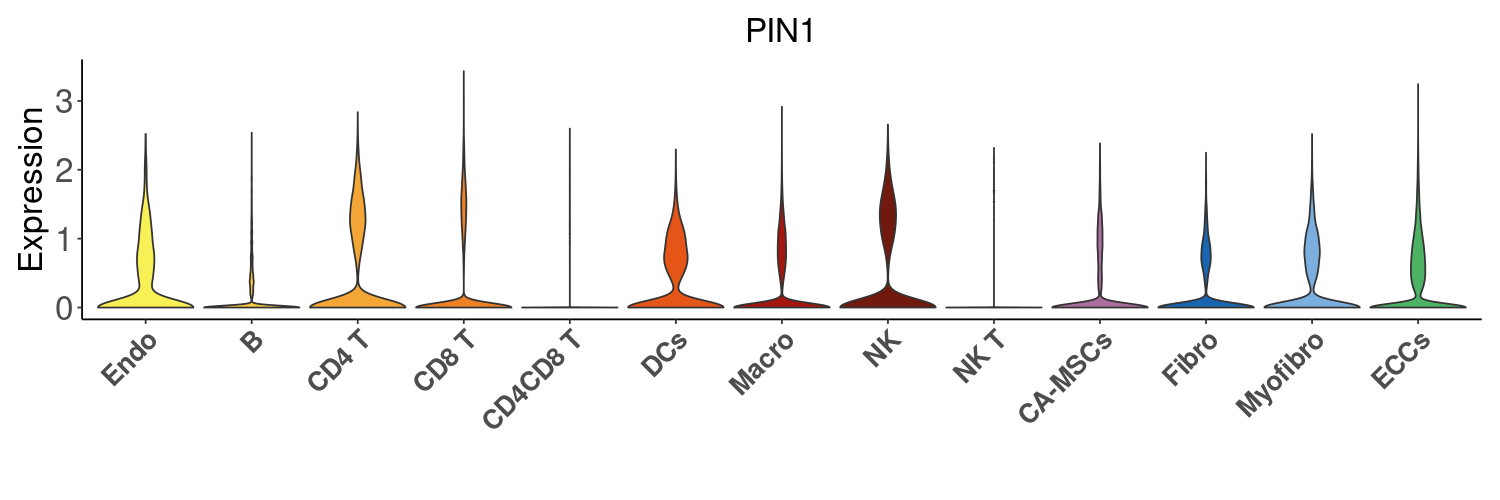 PIN1
Expression
3
2
1
0
Endo
B
CD4 T
CD8 T
CD4CD8 T
DCs
Macro
NK
NK T
CA-MSCs
Fibro
Myofibro
ECCs